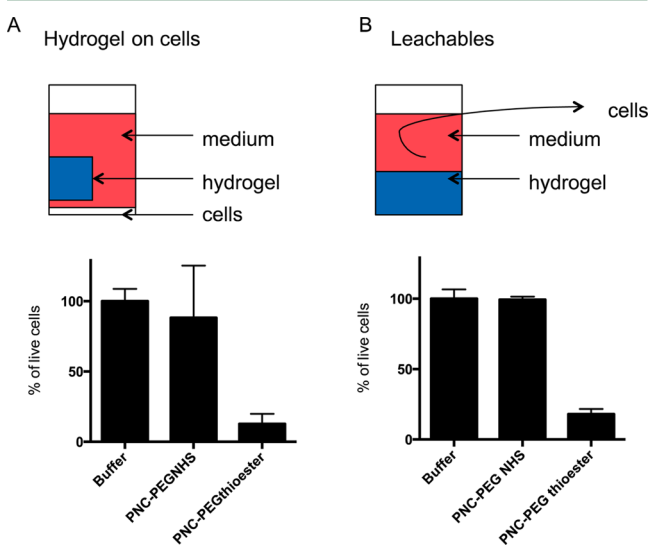 A
Hydrogel on cells
medium
hydrogel
cells
% of live cells
100
50
0
Buffer
PNC-PEGNHS
PNC-PEGthioester
B
Leachables
cells
medium
hydrogel
% of live cells
100
50
0
Buffer
PNC-PEG NHS
PNC-PEG thioester